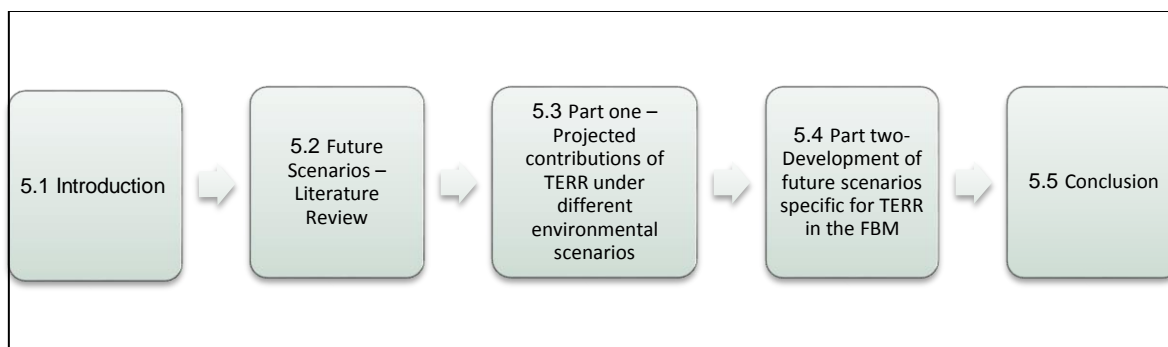 5.1 Introduction
5.2 Future
Scenarios –
Literature
Review
5.3 Part one –
Projected
contributions of
TERR under
different
environmental
scenarios
5.4 Part two-
Development of
future scenarios
specific for TERR
in the FBM
5.5 Conclusion